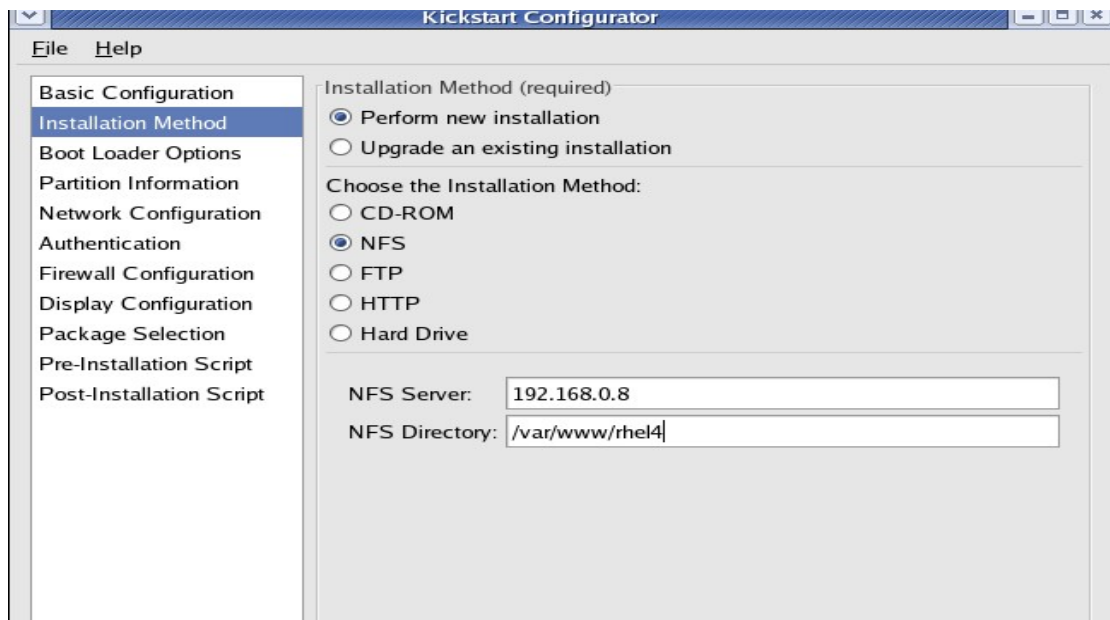 Kickstart Configurator
File Help
Basic Configuration
Installation Method
Boot Loader Options
Partition Information
Network Configuration
Authentication
Firewall Configuration
Display Configuration
Package Selection
Pre-Installation Script
Post-Installation Script
Installation Method (required)
Perform new installation
Upgrade an existing installation
Choose the Installation Method:
CD-ROM
NFS
FTP
HTTP
Hard Drive
NFS Server: 192.168.0.8
NFS Directory: /var/www/rhel4